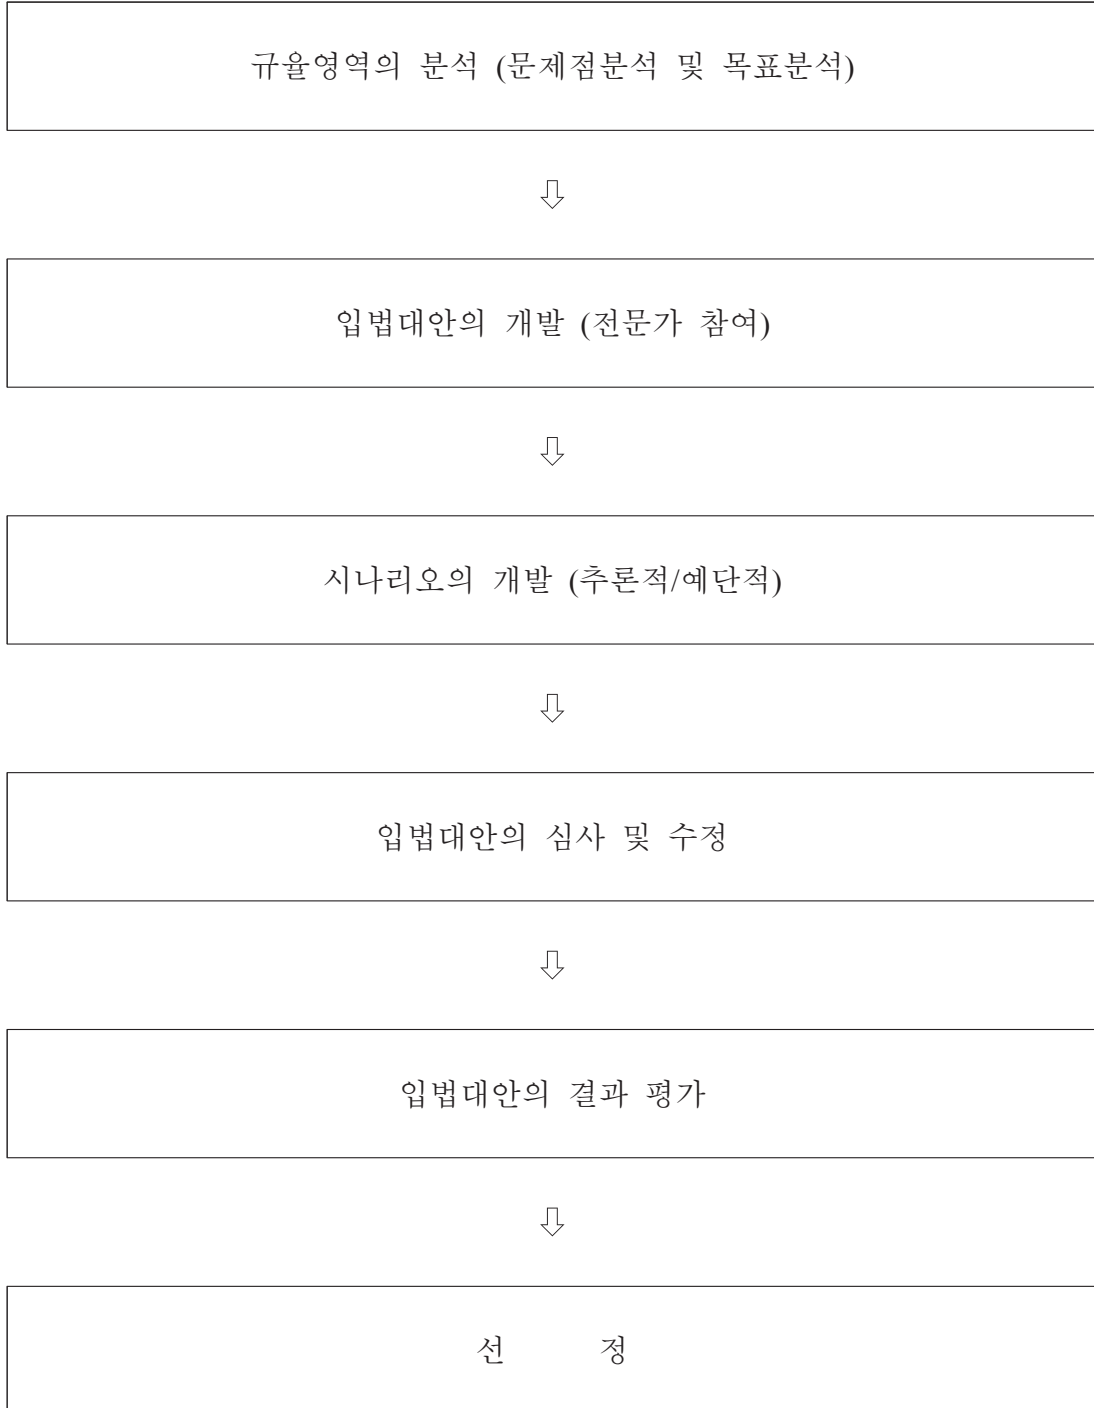 규율영역의 분석 (문제점분석 및 목표분석)
⇩
입법대안의 개발 (전문가 참여)
⇩
시나리오의 개발 (추론적/예단적)
⇩
입법대안의 심사 및 수정
⇩
입법대안의 결과 평가
⇩
선 정